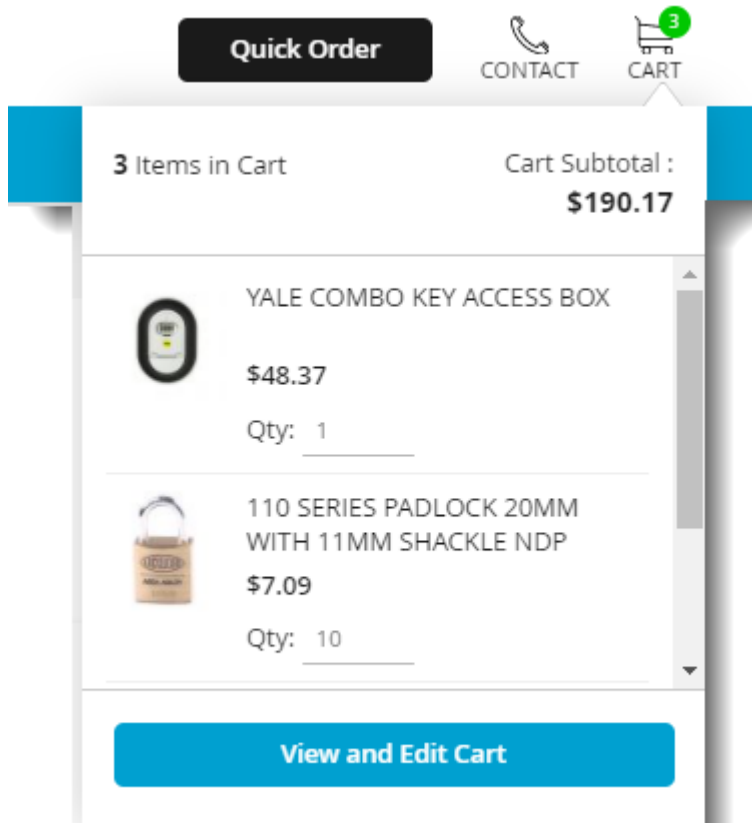 Quick Order
CONTACT
3
CART
3 Items in Cart
Cart Subtotal :
$190.17
YALE COMBO KEY ACCESS BOX
$48.37
Qty: 1
110 SERIES PADLOCK 20MM
WITH 11MM SHACKLE NDP
$7.09
Qty: 10
View and Edit Cart